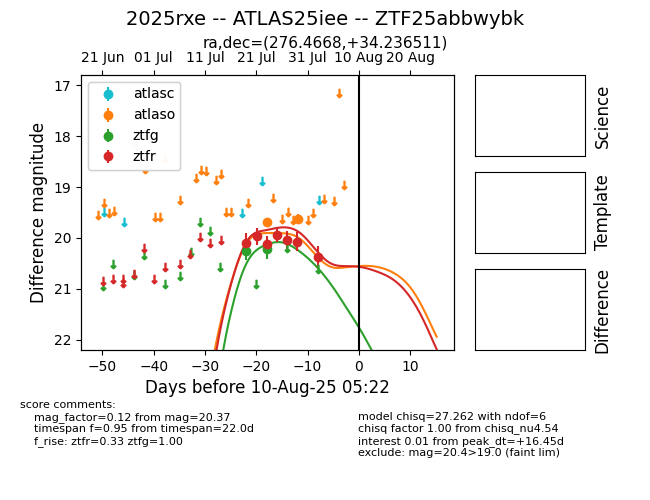 2025rxe -- ATLAS25iee -- ZTF25abbwybk
ra,dec=(276.4668,+34.236511)
21 Jun 01 Jul 11 Jul 21 Jul 31 Jul 10 Aug 20 Aug
atlasc
atlaso
ztfg
ztfr
17
18
19
20
21
22
Difference magnitude
−50 −40 −30 −20 −10 0 10
Days before 10-Aug-25 05:22
Science
Template
Difference
score comments:
mag_factor=0.12 from mag=20.37
timespan f=0.95 from timespan=22.0d
f_rise: ztfr=0.33 ztfg=1.00
model chisq=27.262 with ndof=6
chisq factor 1.00 from chisq_nu4.54
interest 0.01 from peak_dt=+16.45d
exclude: mag=20.4>19.0 (faint lim)